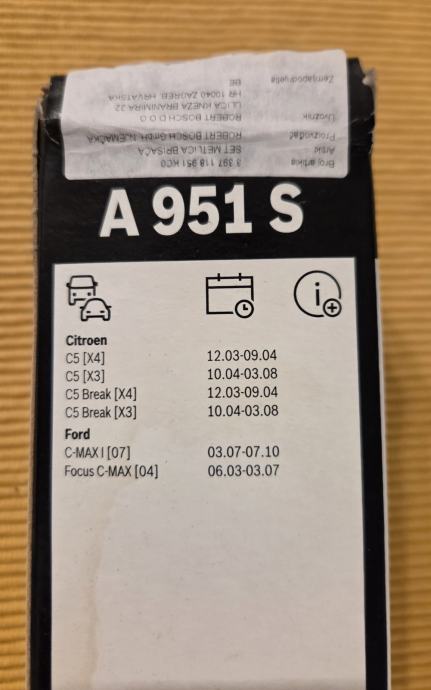 Broj artikla 3 397 118 951 KC0
Artikl SET METLICA BRISAČA
Proizvođač ROBERT BOSCH GmbH, NJEMAČKA
Uvoznik ROBERT BOSCH D.O.O
ULICA KNEZA BRANIMIRA 22
HR 10040 ZAGREB, HRVATSKA
Zemlja podrijetla BE
A 951 S
Citroen
C5 [X4] 12.03-09.04
C5 [X3] 10.04-03.08
C5 Break [X4] 12.03-09.04
C5 Break [X3] 10.04-03.08
Ford
C-MAX I [07] 03.07-07.10
Focus C-MAX [04] 06.03-03.07